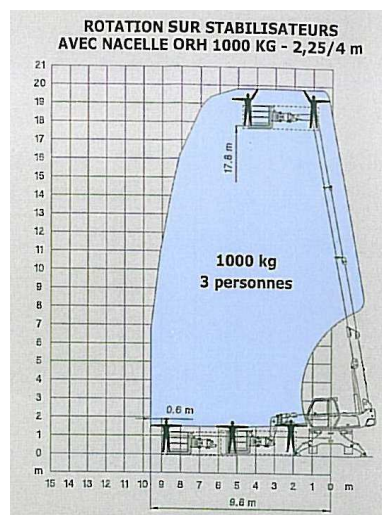 ROTATION SUR STABILISATEURS
AVEC NACELLE ORH 1000 KG - 2,25/4 m
21
20
19
18
17
16
15
14
13
12
11
10
9
8
7
6
5
4
3
2
1
0
m
17.8 m
1000 kg
3 personnes
0.6 m
15 14 13 12 11 10 9 8 7 6 5 4 3 2 1 0 m
9.6 m